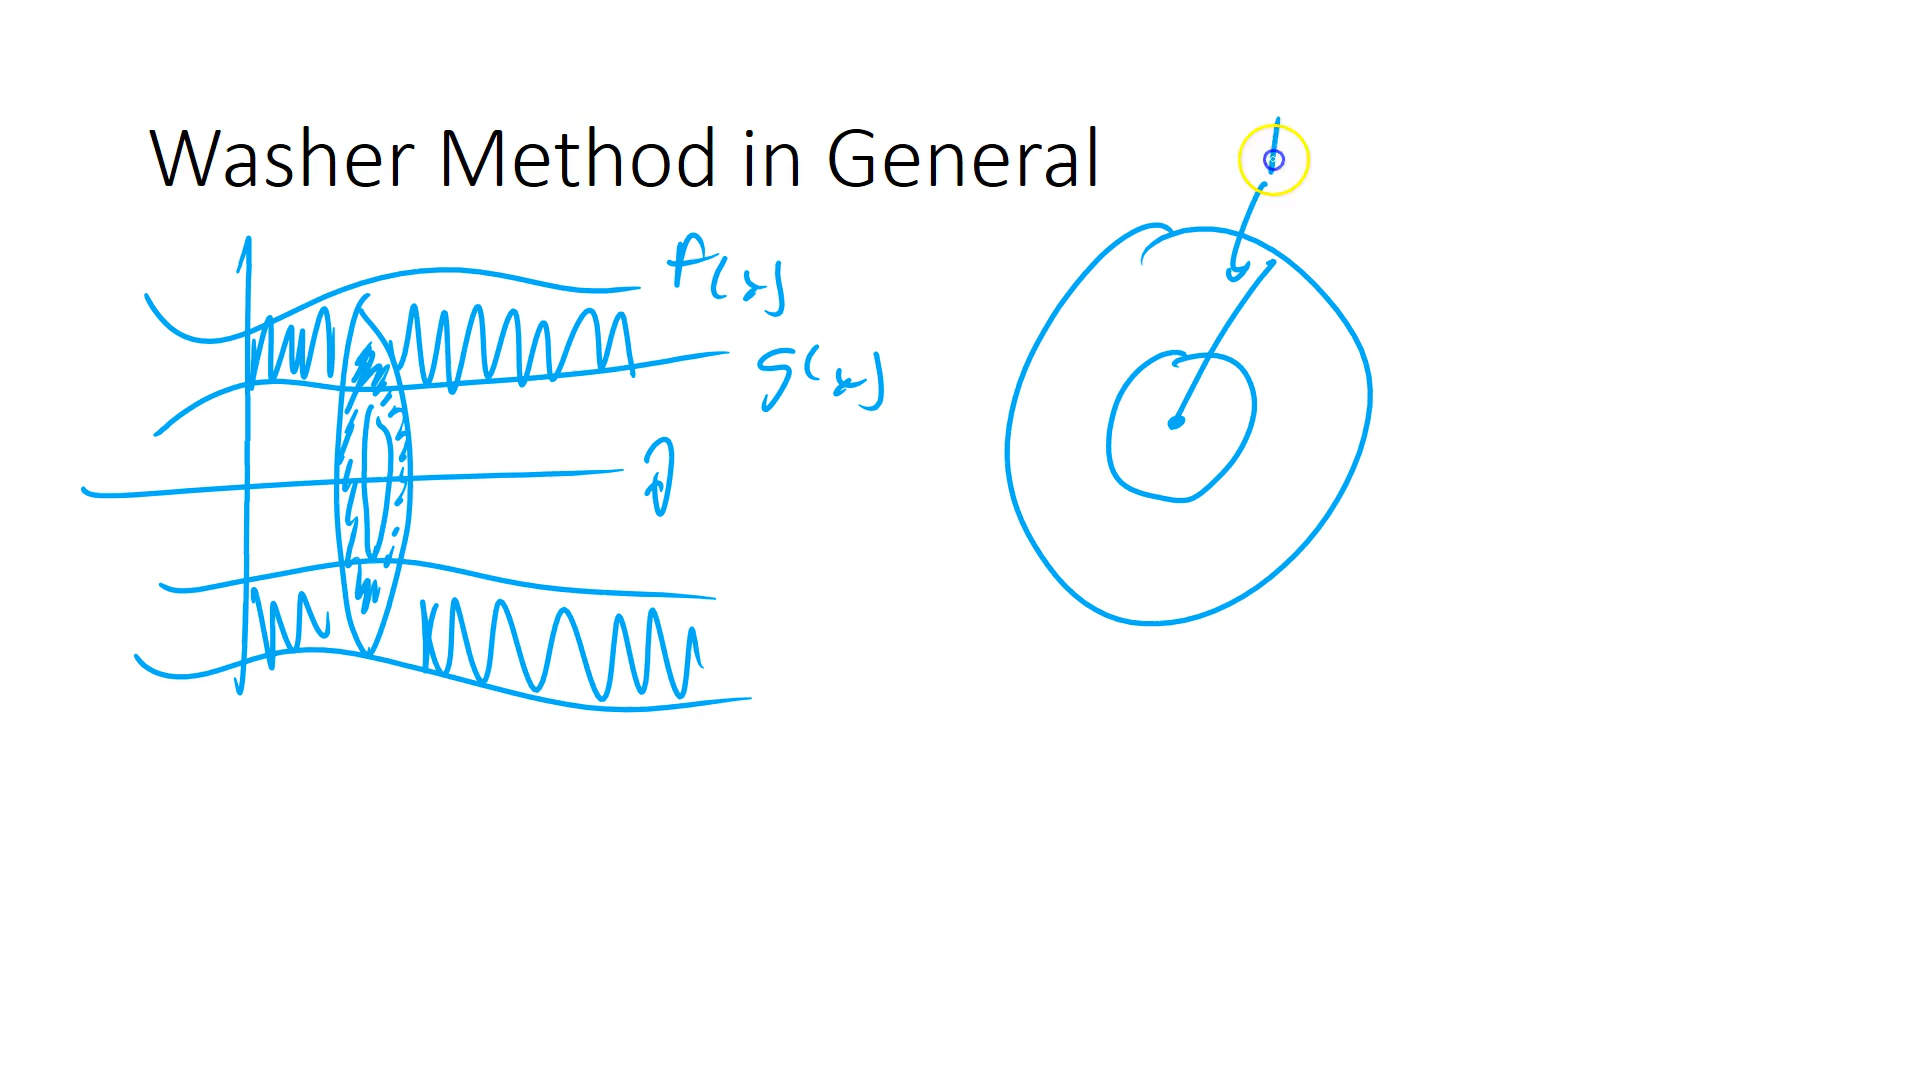 Washer Method in General
f(x)
g(x)